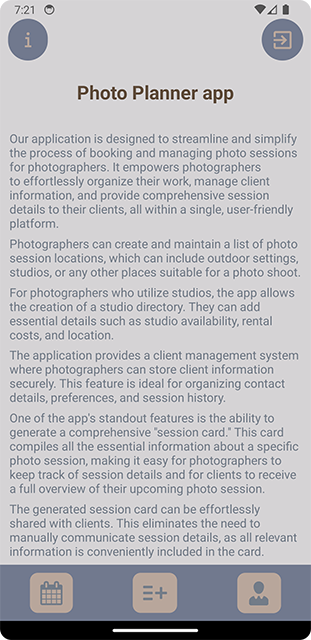 7:21
i
Photo Planner app
Our application is designed to streamline and simplify
the process of booking and managing photo sessions
for photographers. It empowers photographers
to effortlessly organize their work, manage client
information, and provide comprehensive session
details to their clients, all within a single, user-friendly
platform.
Photographers can create and maintain a list of photo
session locations, which can include outdoor settings,
studios, or any other places suitable for a photo shoot.
For photographers who utilize studios, the app allows
the creation of a studio directory. They can add
essential details such as studio availability, rental
costs, and location.
The application provides a client management system
where photographers can store client information
securely. This feature is ideal for organizing contact
details, preferences, and session history.
One of the app's standout features is the ability to
generate a comprehensive "session card." This card
compiles all the essential information about a specific
photo session, making it easy for photographers to
keep track of session details and for clients to receive
a full overview of their upcoming photo session.
The generated session card can be effortlessly
shared with clients. This eliminates the need to
manually communicate session details, as all relevant
information is conveniently included in the card.